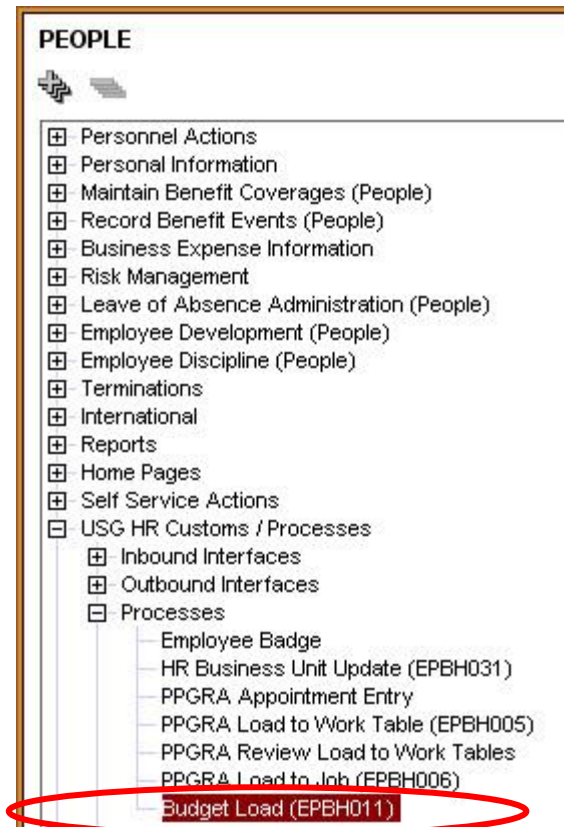 PEOPLE
Personnel Actions
Personal Information
Maintain Benefit Coverages (People)
Record Benefit Events (People)
Business Expense Information
Risk Management
Leave of Absence Administration (People)
Employee Development (People)
Employee Discipline (People)
Terminations
International
Reports
Home Pages
Self Service Actions
USG HR Customs / Processes
Inbound Interfaces
Outbound Interfaces
Processes
Employee Badge
HR Business Unit Update (EPBH031)
PPGRA Appointment Entry
PPGRA Load to Work Table (EPBH005)
PPGRA Review Load to Work Tables
PPGRA Load to Job (EPBH006)
Budget Load (EPBH011)